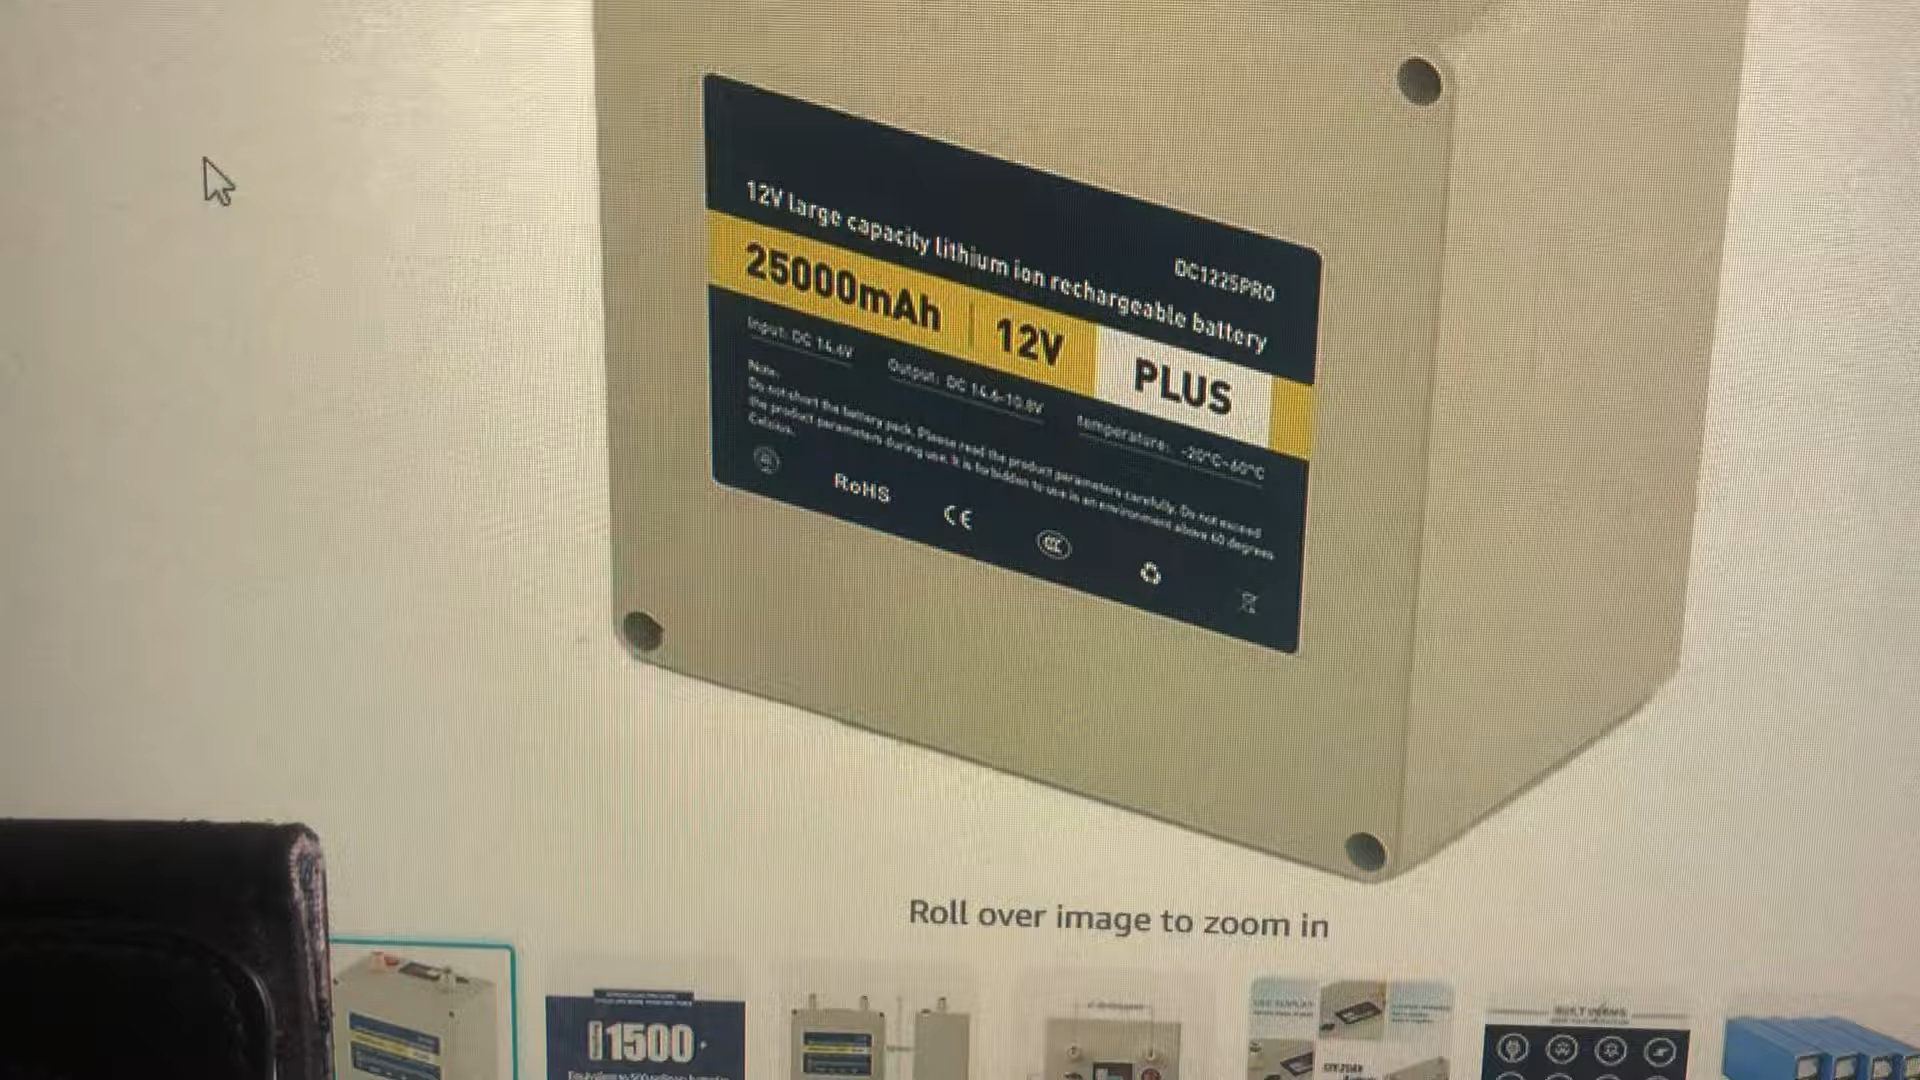 DC1225PRO
12V large capacity lithium ion rechargeable battery
25000mAh | 12V PLUS
Input: DC 14.6V Output: DC 14.6-10.8V temperature: -20°C~60°C
Note:
Do not short the battery pack. Please read the product parameters carefully. Do not exceed
the product parameters during use. It is forbidden to use in an environment above 60 degrees
Celsius.
RoHS CE
Roll over image to zoom in
1500